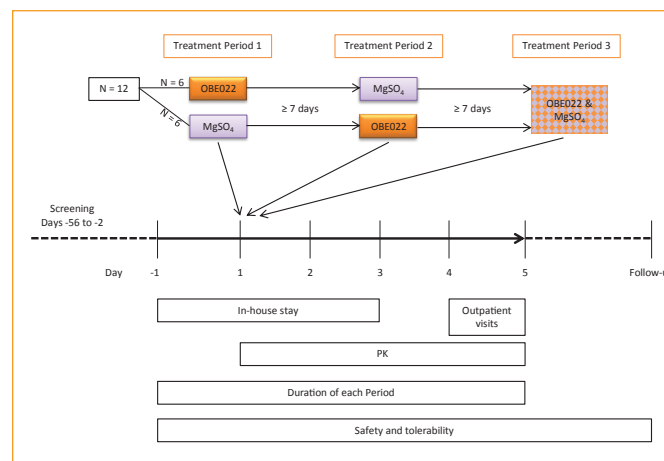 Treatment Period 1
Treatment Period 2
Treatment Period 3
N = 12
N = 6
N = 6
OBE022
MgSO₄
≥ 7 days
MgSO₄
OBE022
≥ 7 days
OBE022 &
MgSO₄
Screening
Days -56 to -2
Day
-1
1
2
3
4
5
Follow-u
In-house stay
Outpatient
visits
PK
Duration of each Period
Safety and tolerability